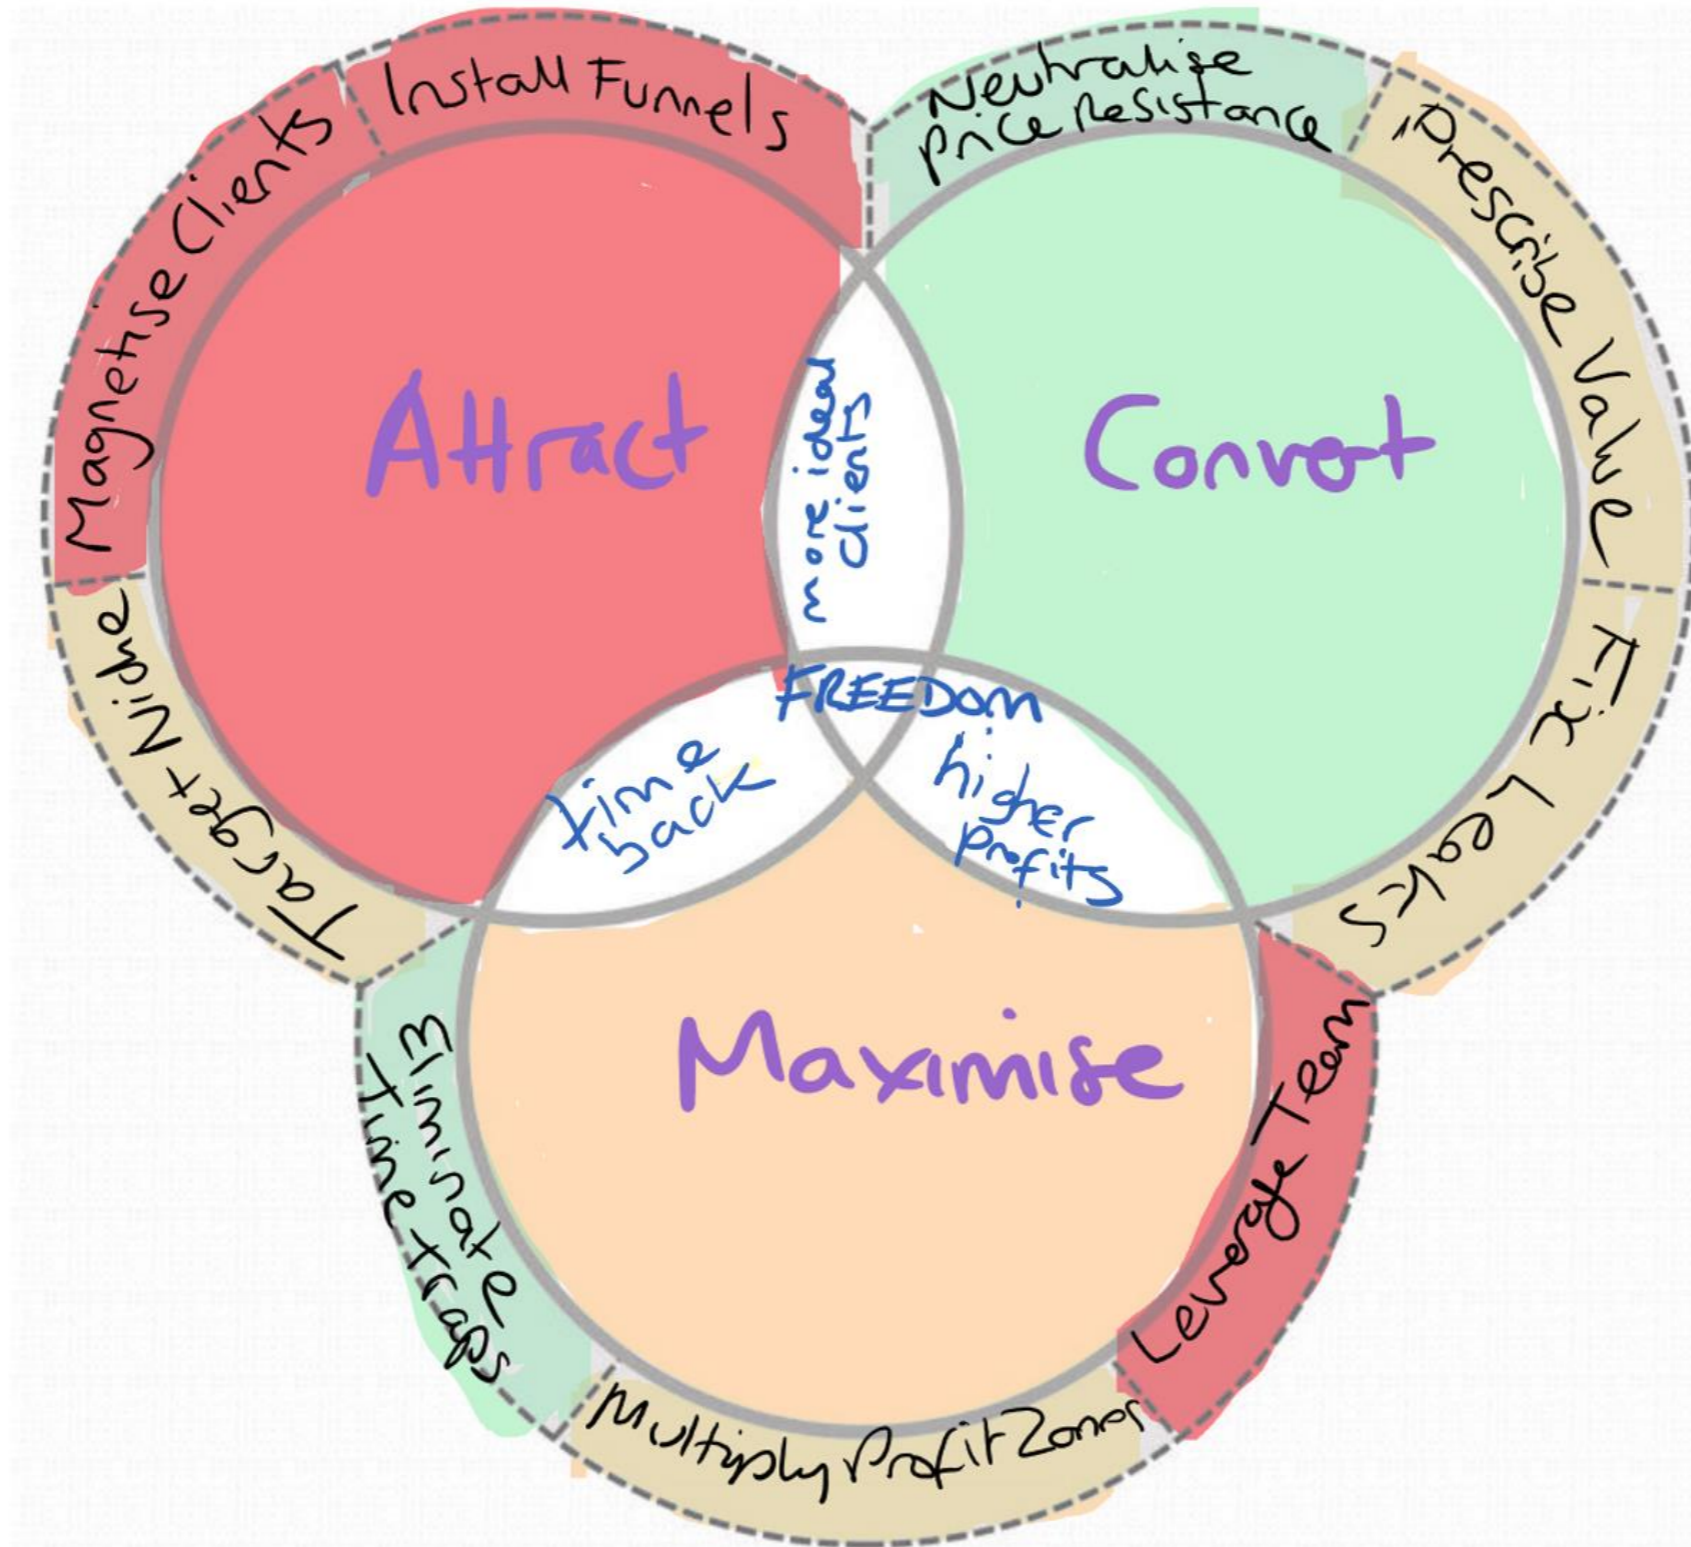 Install Funnels
Magnetise Clients
Target Niche
Attract
Neutralise
Price Resistance
Prescribe Value
Fix Leaks
Convert
more ideal
clients
FREEDOM
time
back
higher
profits
Maximise
Eliminate
Time traps
Multiply Profit Zones
Leverage Team